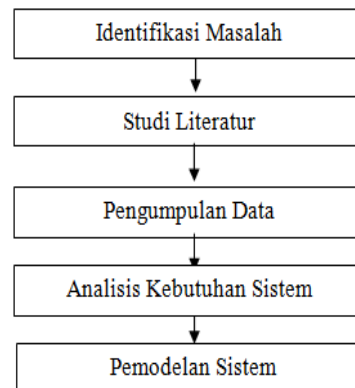 Identifikasi Masalah
Studi Literatur
Pengumpulan Data
Analisis Kebutuhan Sistem
Pemodelan Sistem